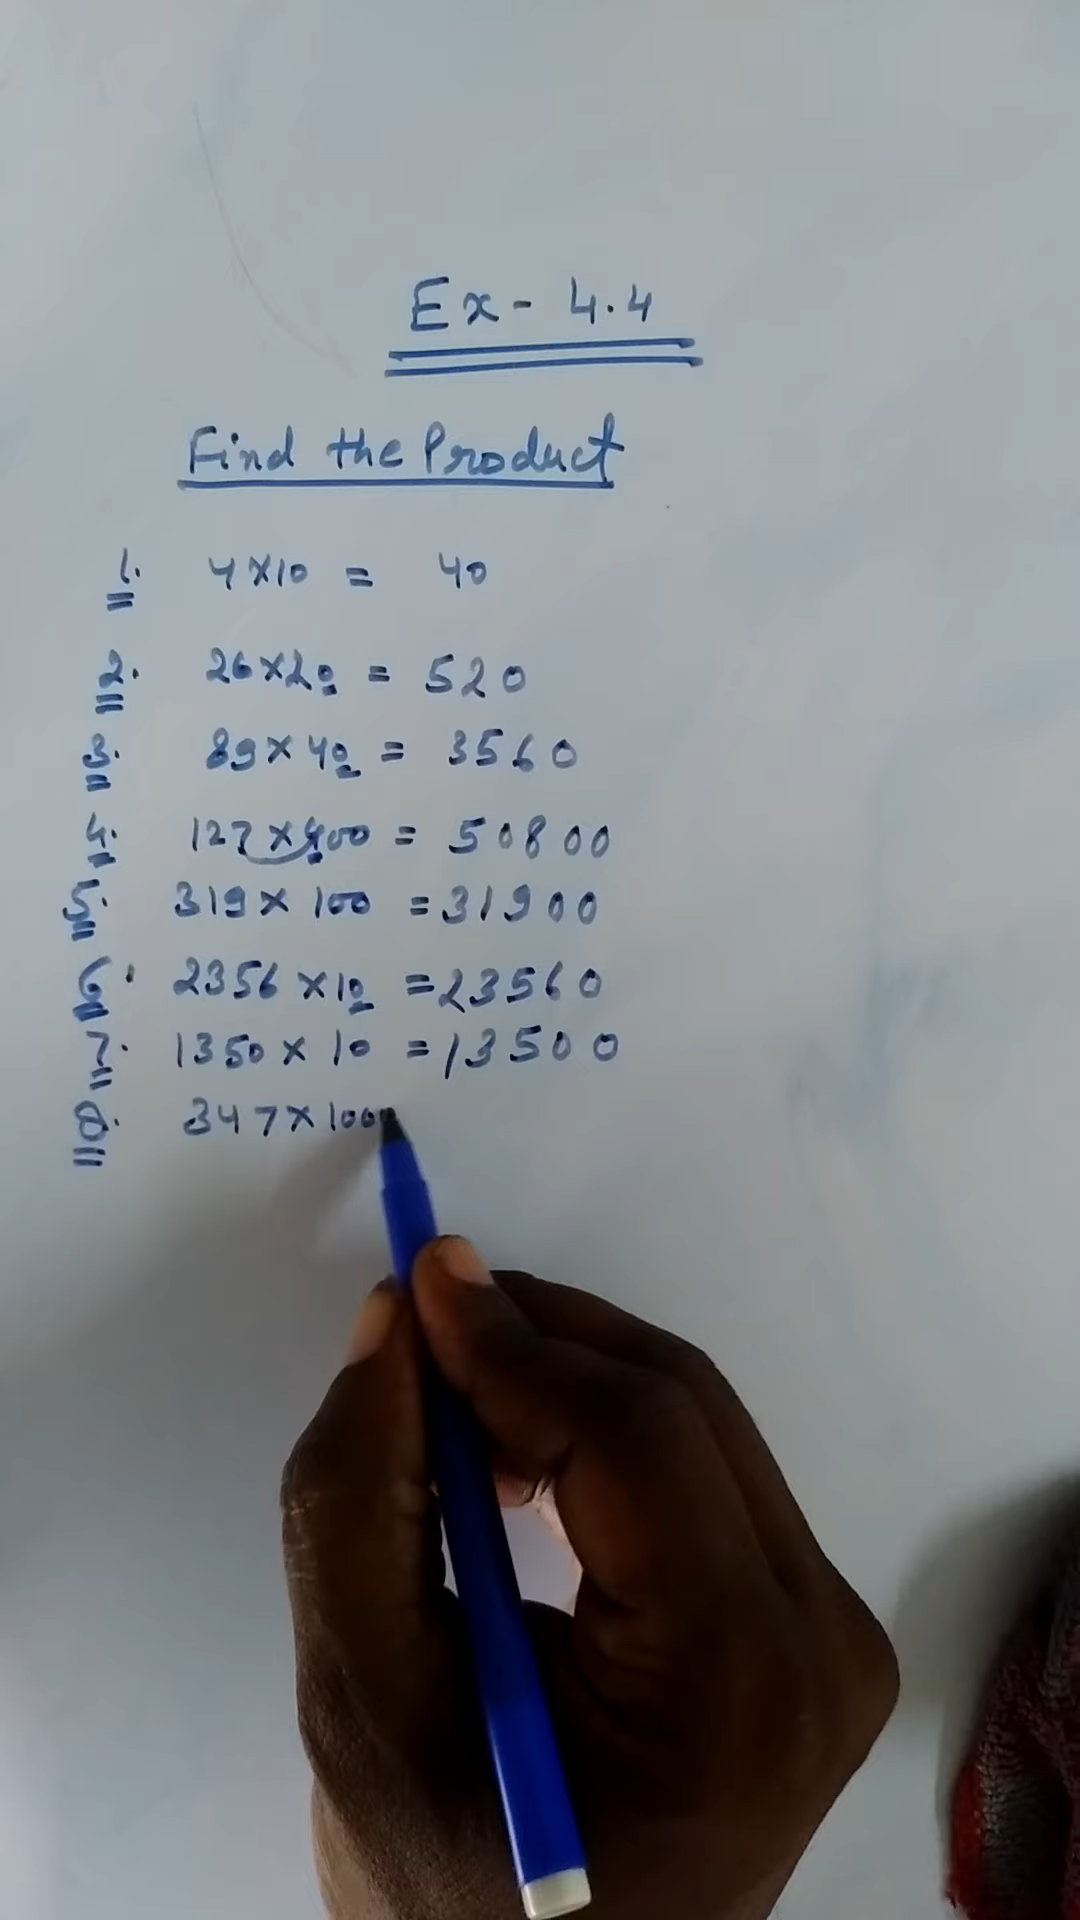 Ex - 4.4
Find the Product
1. 4×10 = 40
2. 26×20 = 520
3. 89×40 = 3560
4. 127×400 = 50800
5. 319×100 = 31900
6. 2356×10 = 23560
7. 1350×10 = 13500
8. 347×1000